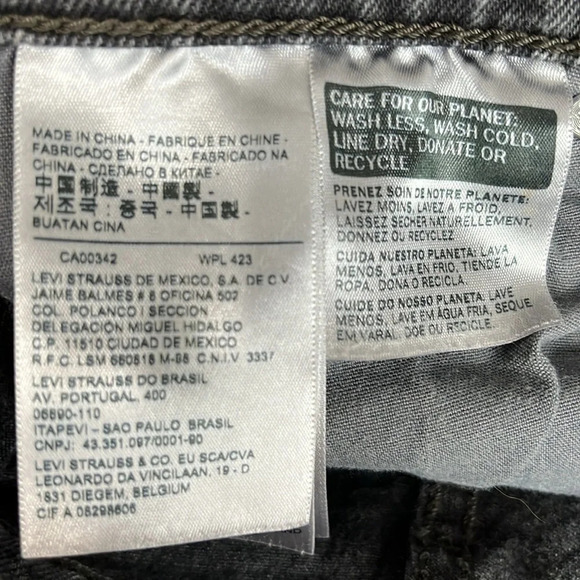 MADE IN CHINA - FABRIQUE EN CHINE -
FABRICADO EN CHINA - FABRICADO NA
CHINA - СДЕЛАНО В КИТАЕ -
中国制造 - 中國製 -
제조국: 중국 - 中国製 -
BUATAN CINA
CA00342 WPL 423
LEVI STRAUSS DE MEXICO, S.A. DE C.V.
JAIME BALMES # 8 OFICINA 502
COL. POLANCO I SECCION
DELEGACIÓN MIGUEL HIDALGO
C.P. 11510 CIUDAD DE MEXICO
R.F.C. LSM 660518 M-98 C.N.I.V. 3337
LEVI STRAUSS DO BRASIL
AV. PORTUGAL, 400
06690-110
ITAPEVI - SAO PAULO BRASIL
CNPJ: 43.351.097/0001-90
LEVI STRAUSS & CO. EU SCA/CVA
LEONARDO DA VINCILAAN, 19 - D
1831 DIEGEM, BELGIUM
CIF A 08298606
CARE FOR OUR PLANET:
WASH LESS, WASH COLD,
LINE DRY, DONATE OR
RECYCLE
PRENEZ SOIN DE NOTRE PLANETE:
LAVEZ MOINS, LAVEZ A FROID,
LAISSEZ SECHER NATURELLEMENT,
DONNEZ OU RECYCLEZ
CUIDA NUESTRO PLANETA: LAVA
MENOS, LAVA EN FRIO, TIENDE LA
ROPA, DONA O RECICLA
CUIDE DO NOSSO PLANETA: LAVE
MENOS, LAVE EM ÁGUA FRIA, SEQUE
EM VARAL, DOE OU RECICLE.